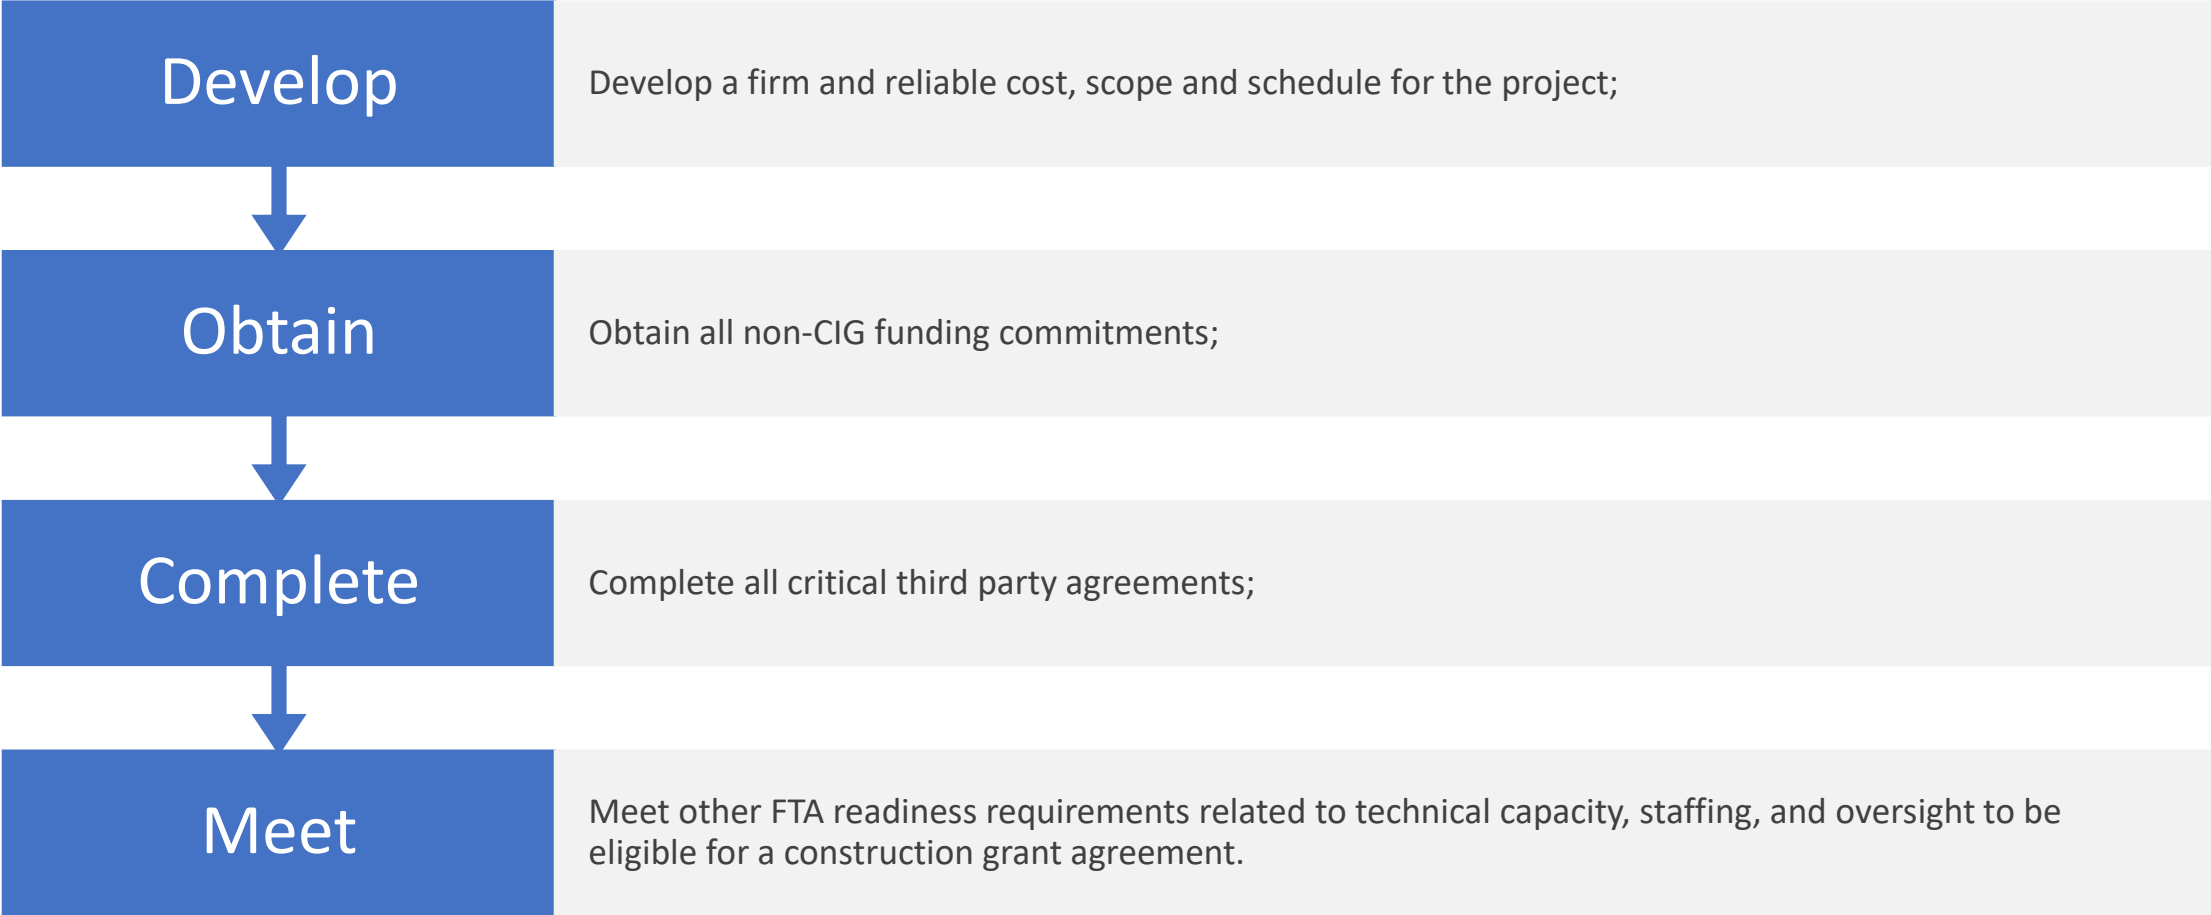 Develop
Develop a firm and reliable cost, scope and schedule for the project;
Obtain
Obtain all non-CIG funding commitments;
Complete
Complete all critical third party agreements;
Meet
Meet other FTA readiness requirements related to technical capacity, staffing, and oversight to be
eligible for a construction grant agreement.